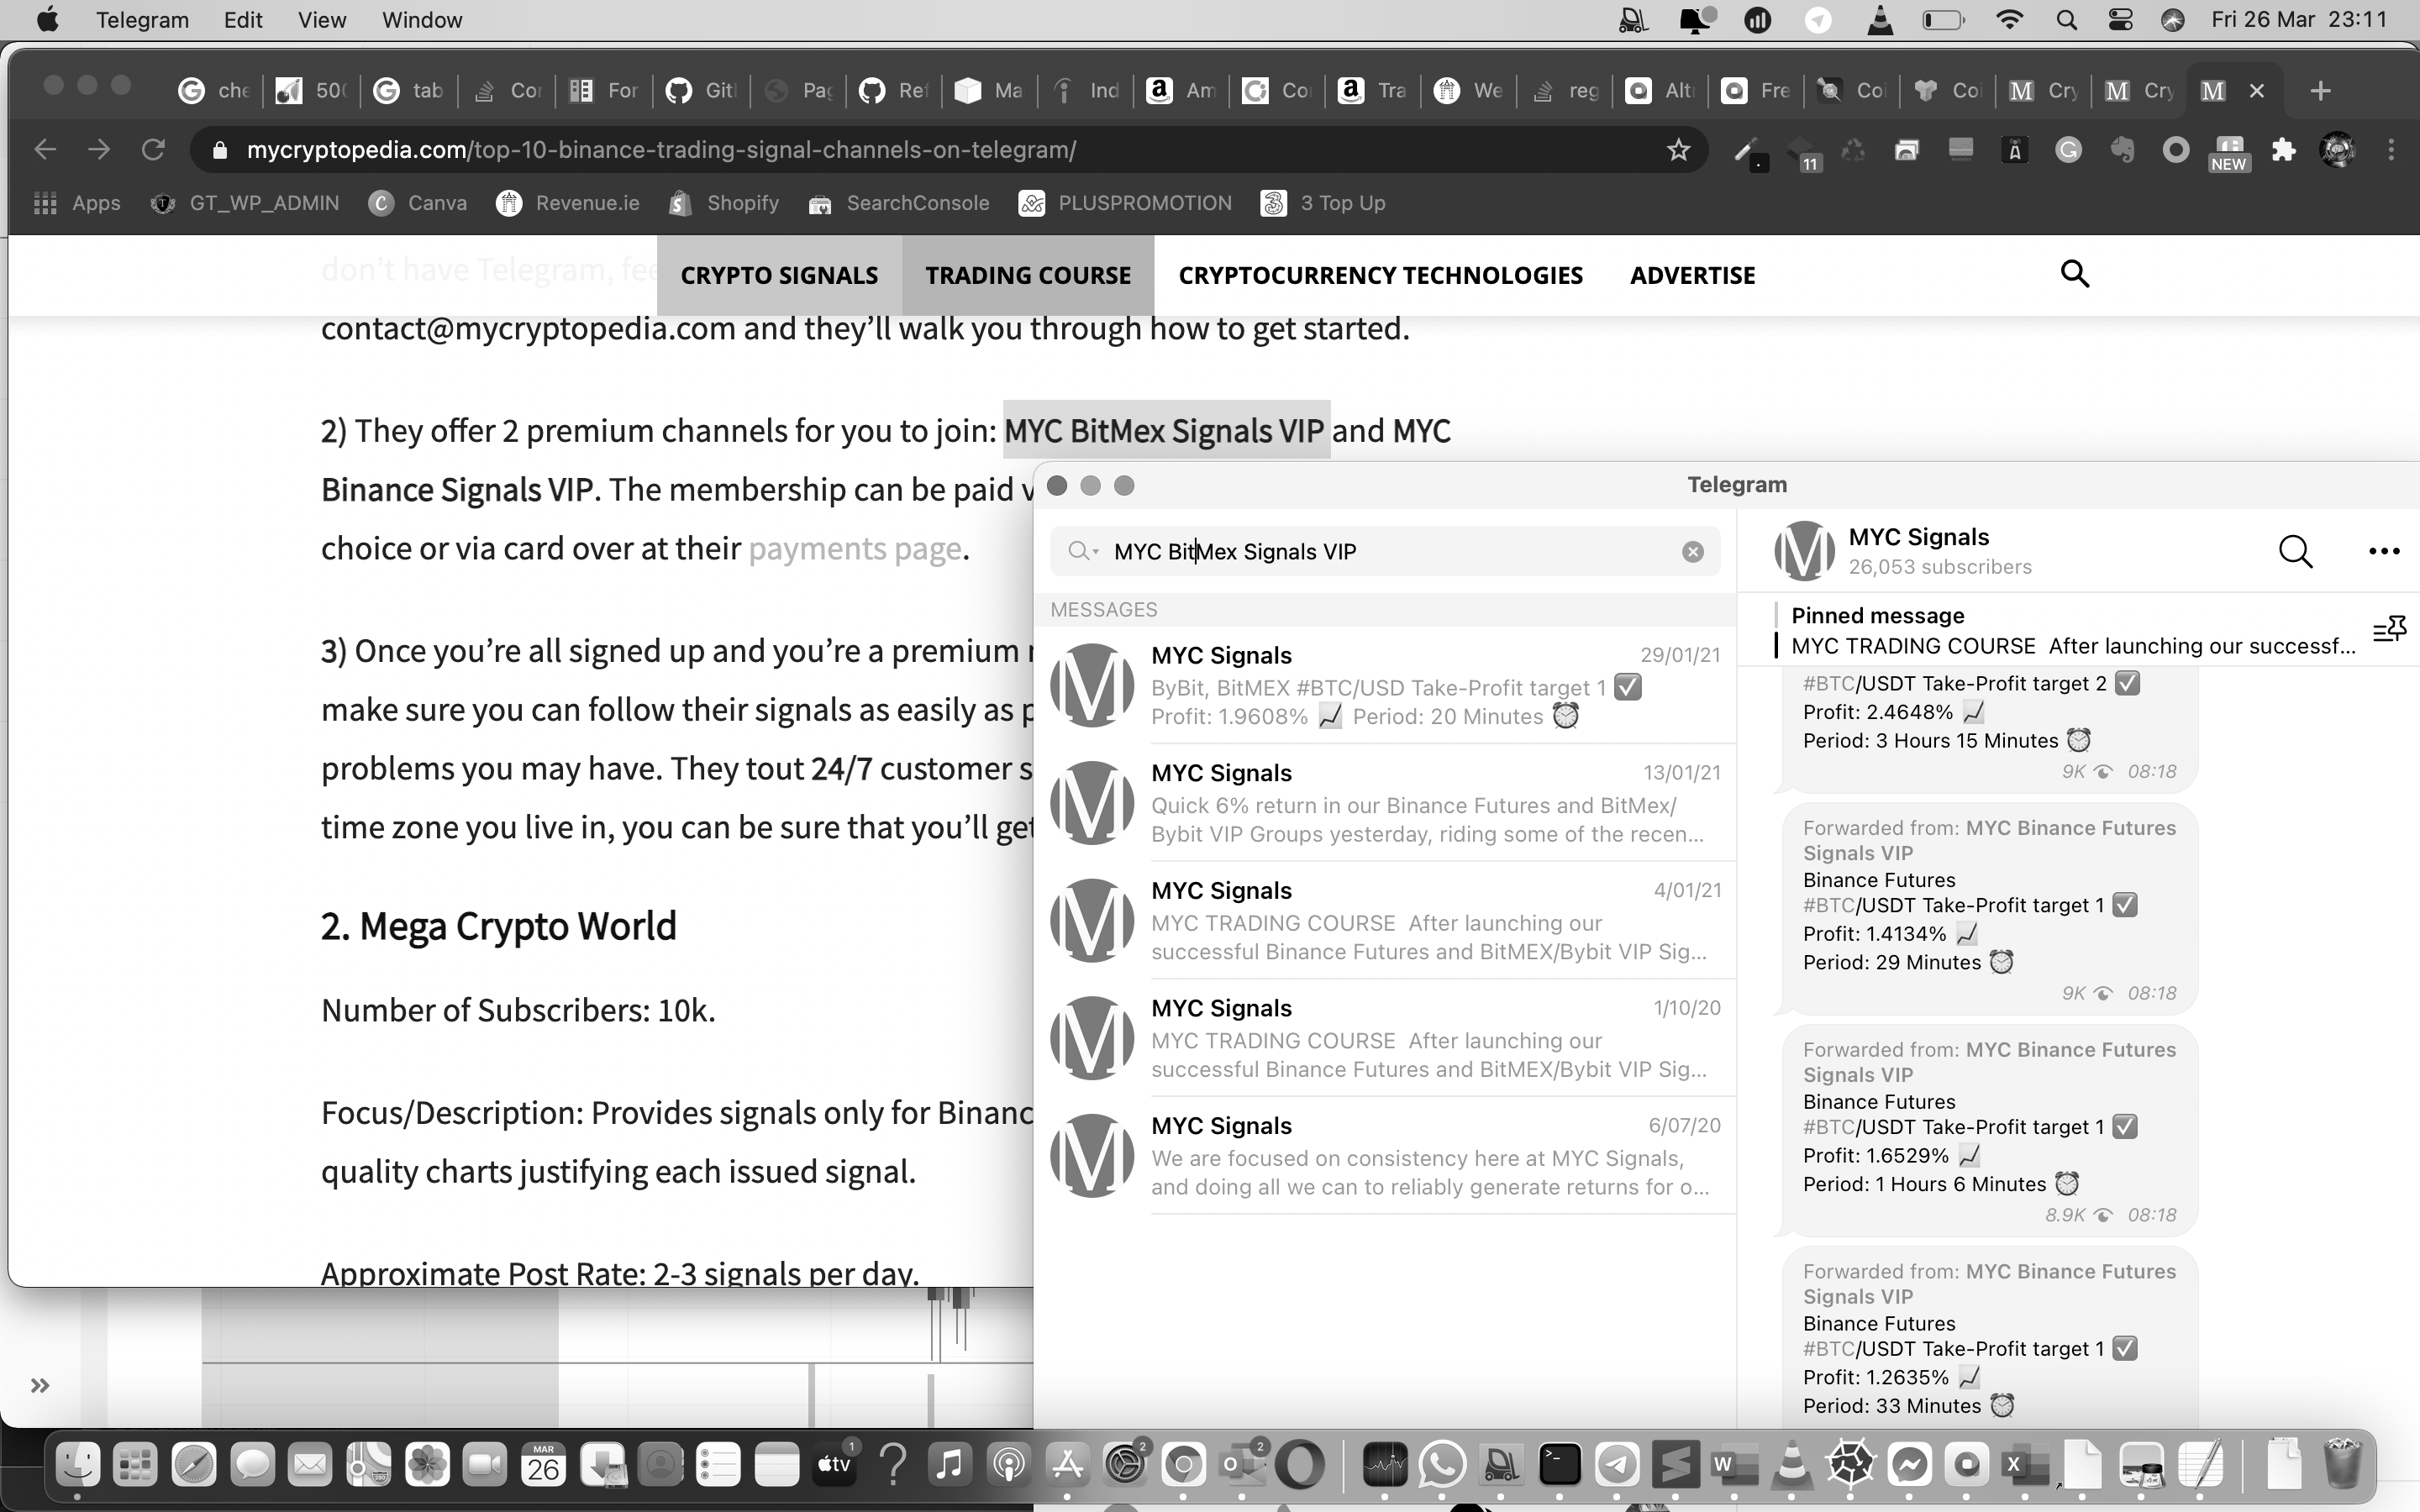 Telegram Edit View Window
Fri 26 Mar 23:11
che 500 tab Cor For Git Pag Ref Ma Ind Am Co Tra We reg Alt Fre Coi Coi Cry Cry
mycryptopedia.com/top-10-binance-trading-signal-channels-on-telegram/
11
NEW
Apps GT_WP_ADMIN Canva Revenue.ie Shopify SearchConsole PLUSPROMOTION 3 Top Up
don't have Telegram, fee
CRYPTO SIGNALS TRADING COURSE CRYPTOCURRENCY TECHNOLOGIES ADVERTISE
contact@mycryptopedia.com and they'll walk you through how to get started.
2) They offer 2 premium channels for you to join: MYC BitMex Signals VIP and MYC
Binance Signals VIP. The membership can be paid v
choice or via card over at their payments page.
3) Once you're all signed up and you're a premium
make sure you can follow their signals as easily as p
problems you may have. They tout 24/7 customer s
time zone you live in, you can be sure that you'll get
2. Mega Crypto World
Number of Subscribers: 10k.
Focus/Description: Provides signals only for Binanc
quality charts justifying each issued signal.
Approximate Post Rate: 2-3 signals per day.
Telegram
MYC BitMex Signals VIP
MESSAGES
MYC Signals 29/01/21
ByBit, BitMEX #BTC/USD Take-Profit target 1 ✅
Profit: 1.9608% 📈 Period: 20 Minutes ⏰
MYC Signals 13/01/21
Quick 6% return in our Binance Futures and BitMex/
Bybit VIP Groups yesterday, riding some of the recen...
MYC Signals 4/01/21
MYC TRADING COURSE After launching our
successful Binance Futures and BitMEX/Bybit VIP Sig...
MYC Signals 1/10/20
MYC TRADING COURSE After launching our
successful Binance Futures and BitMEX/Bybit VIP Sig...
MYC Signals 6/07/20
We are focused on consistency here at MYC Signals,
and doing all we can to reliably generate returns for o...
MYC Signals
26,053 subscribers
Pinned message
MYC TRADING COURSE After launching our successf...
#BTC/USDT Take-Profit target 2 ✅
Profit: 2.4648% 📈
Period: 3 Hours 15 Minutes ⏰
9K 08:18
Forwarded from: MYC Binance Futures
Signals VIP
Binance Futures
#BTC/USDT Take-Profit target 1 ✅
Profit: 1.4134% 📈
Period: 29 Minutes ⏰
9K 08:18
Forwarded from: MYC Binance Futures
Signals VIP
Binance Futures
#BTC/USDT Take-Profit target 1 ✅
Profit: 1.6529% 📈
Period: 1 Hours 6 Minutes ⏰
8.9K 08:18
Forwarded from: MYC Binance Futures
Signals VIP
Binance Futures
#BTC/USDT Take-Profit target 1 ✅
Profit: 1.2635% 📈
Period: 33 Minutes ⏰
MAR
26
tv
1
2
2